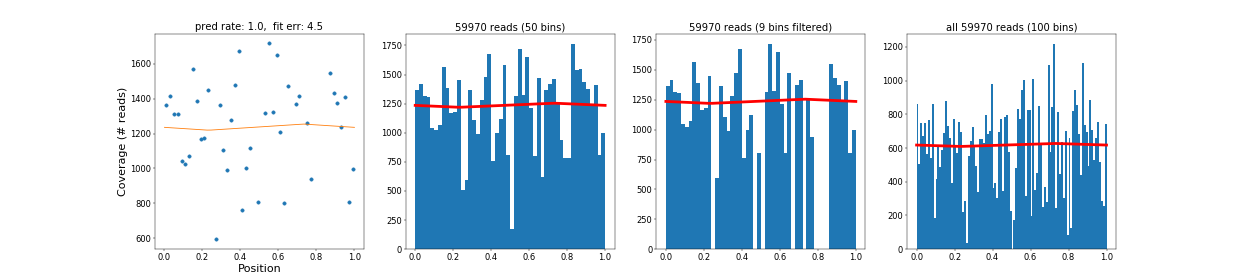 pred rate: 1.0, fit err: 4.5
59970 reads (50 bins)
59970 reads (9 bins filtered)
all 59970 reads (100 bins)
Coverage (# reads)
1600
1400
1200
1000
800
600
0.0 0.2 0.4 0.6 0.8 1.0
Position
1750
1500
1250
1000
750
500
250
0
0.0 0.2 0.4 0.6 0.8 1.0
1750
1500
1250
1000
750
500
250
0
0.0 0.2 0.4 0.6 0.8 1.0
1200
1000
800
600
400
200
0
0.0 0.2 0.4 0.6 0.8 1.0